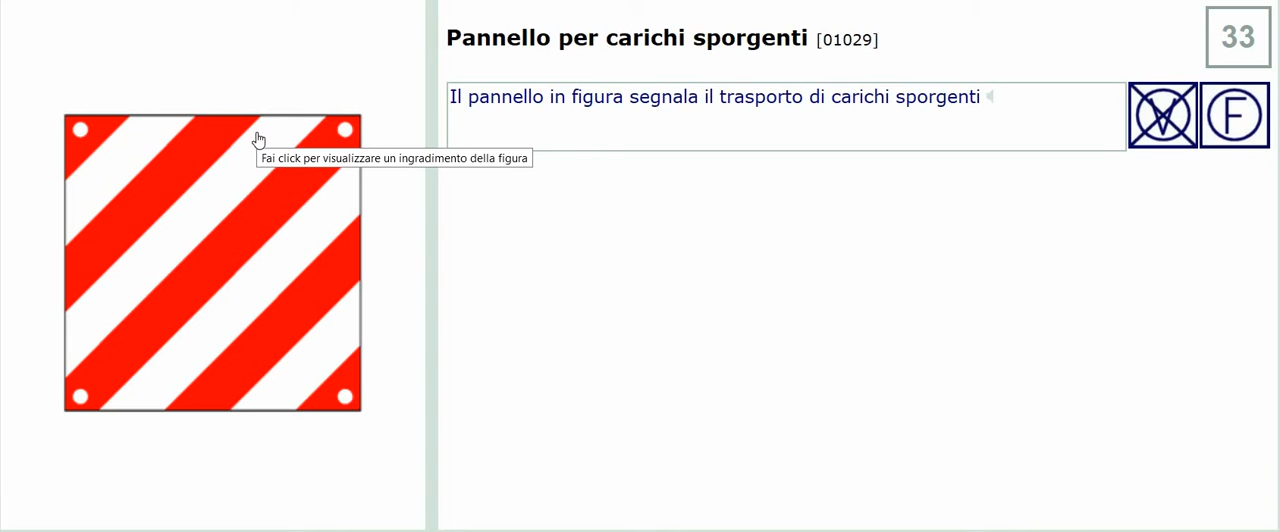 Pannello per carichi sporgenti [01029]
33
Il pannello in figura segnala il trasporto di carichi sporgenti
V F
Fai click per visualizzare un ingradimento della figura